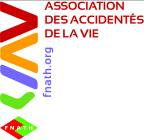 ASSOCIATION
DES ACCIDENTÉS
DE LA VIE
fnath.org
FNATH